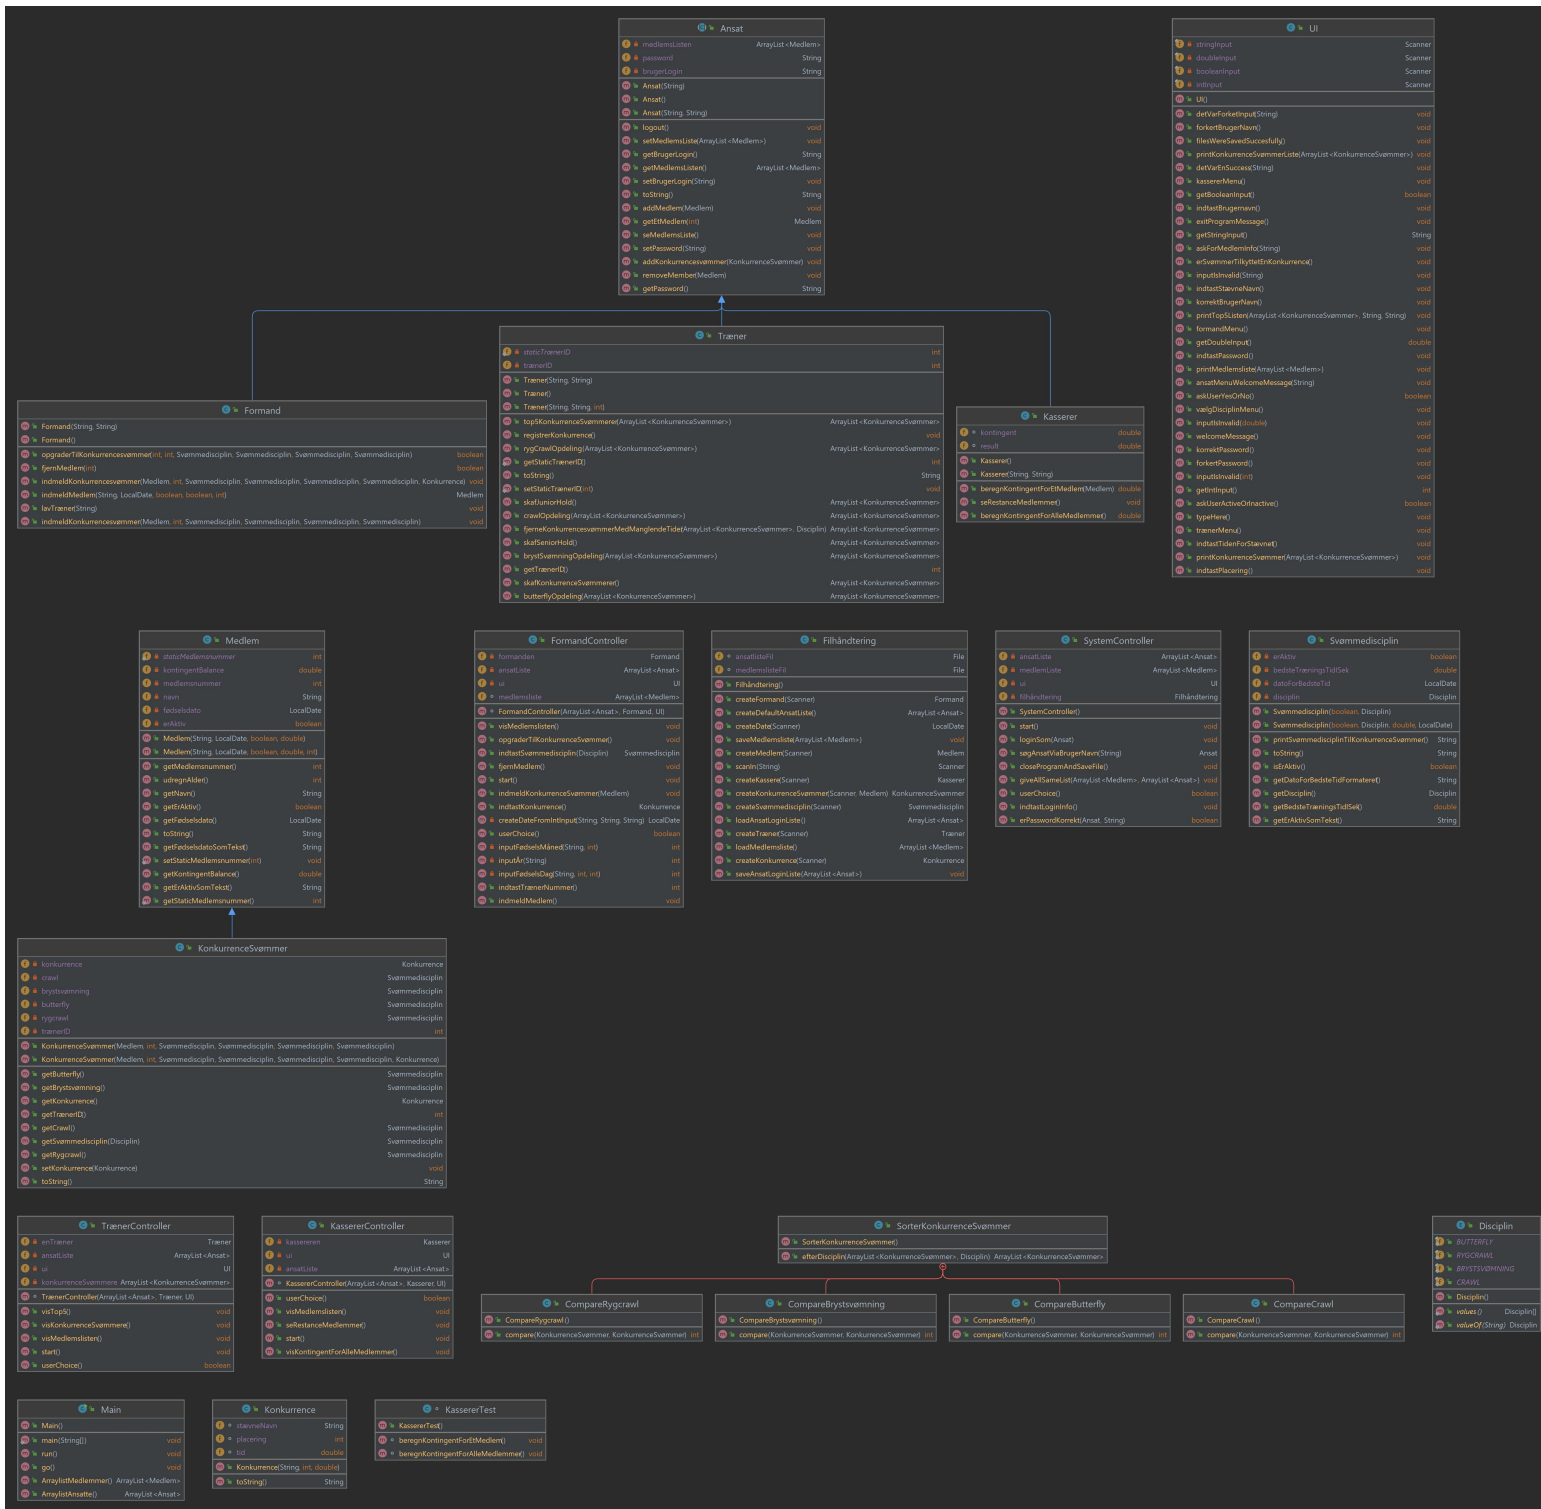 Ansat
medlemsListen ArrayList<Medlem>
password String
brugerLogin String
Ansat(String)
Ansat()
Ansat(String, String)
logout() void
setMedlemsListe(ArrayList<Medlem>) void
getBrugerLogin() String
getMedlemsListen() ArrayList<Medlem>
setBrugerLogin(String) void
toString() String
addMedlem(Medlem) void
getEtMedlem(int) Medlem
seMedlemsListe() void
setPassword(String) void
addKonkurrencesvømmer(KonkurrenceSvømmer) void
removeMember(Medlem) void
getPassword() String
UI
stringInput Scanner
doubleInput Scanner
booleanInput Scanner
intInput Scanner
UI()
detVarForketInput(String) void
forkertBrugerNavn() void
filesWereSavedSuccesfully() void
printKonkurrenceSvømmerListe(ArrayList<KonkurrenceSvømmer>) void
detVarEnSuccess(String) void
kassererMenu() void
getBooleanInput() boolean
indtastBrugernavn() void
exitProgramMessage() void
getStringInput() String
askForMedlemInfo(String) void
erSvømmerTilkyttetEnKonkurrence() void
inputIsInvalid(String) void
indtastStævneNavn() void
korrektBrugerNavn() void
printTop5Listen(ArrayList<KonkurrenceSvømmer>, String, String) void
formandMenu() void
getDoubleInput() double
indtastPassword() void
printMedlemsliste(ArrayList<Medlem>) void
ansatMenuWelcomeMessage(String) void
askUserYesOrNo() boolean
vælgDisciplinMenu() void
inputIsInvalid(double) void
welcomeMessage() void
korrektPassword() void
forkertPassword() void
inputIsInvalid(int) void
getIntInput() int
askUserActiveOrInactive() boolean
typeHere() void
trænerMenu() void
indtastTidenForStævnet() void
printKonkurrenceSvømmer(ArrayList<KonkurrenceSvømmer>) void
indtastPlacering() void
Træner
staticTrænerID int
trænerID int
Træner(String, String)
Træner()
Træner(String, String, int)
top5KonkurrenceSvømmerer(ArrayList<KonkurrenceSvømmer>) ArrayList<KonkurrenceSvømmer>
registrerKonkurrence() void
rygCrawlOpdeling(ArrayList<KonkurrenceSvømmer>) ArrayList<KonkurrenceSvømmer>
getStaticTrænerID() int
toString() String
setStaticTrænerID(int) void
skafJuniorHold() ArrayList<KonkurrenceSvømmer>
crawlOpdeling(ArrayList<KonkurrenceSvømmer>) ArrayList<KonkurrenceSvømmer>
fjerneKonkurrencesvømmerMedManglendeTider(ArrayList<KonkurrenceSvømmer>, Disciplin) ArrayList<KonkurrenceSvømmer>
skafSeniorHold() ArrayList<KonkurrenceSvømmer>
brystSvømningOpdeling(ArrayList<KonkurrenceSvømmer>) ArrayList<KonkurrenceSvømmer>
getTrænerID() int
skafKonkurrenceSvømmerer() ArrayList<KonkurrenceSvømmer>
butterflyOpdeling(ArrayList<KonkurrenceSvømmer>) ArrayList<KonkurrenceSvømmer>
Formand
Formand(String, String)
Formand()
opgraderTilKonkurrencesvømmer(int, int, Svømmedisciplin, Svømmedisciplin, Svømmedisciplin, Svømmedisciplin) boolean
fjernMedlem(int) boolean
indmeldKonkurrencesvømmer(Medlem, int, Svømmedisciplin, Svømmedisciplin, Svømmedisciplin, Svømmedisciplin, Konkurrence) void
indmeldMedlem(String, LocalDate, boolean, boolean, int) Medlem
lavTræner(String) void
indmeldKonkurrencesvømmer(Medlem, int, Svømmedisciplin, Svømmedisciplin, Svømmedisciplin, Svømmedisciplin) void
Kasserer
kontingent double
result double
Kasserer()
Kasserer(String, String)
beregnKontingentForEtMedlem(Medlem) double
seRestanceMedlemmer() void
beregnKontingentForAlleMedlemmer() double
Medlem
staticMedlemsnummer int
kontingentBalance double
medlemsnummer int
navn String
fødselsdato LocalDate
erAktiv boolean
Medlem(String, LocalDate, boolean, double)
Medlem(String, LocalDate, boolean, double, int)
getMedlemsnummer() int
udregnAlder() int
getNavn() String
getErAktiv() boolean
getFødselsdato() LocalDate
toString() String
getFødselsdatoSomTekst() String
setStaticMedlemsnummer(int) void
getKontingentBalance() double
getErAktivSomTekst() String
getStaticMedlemsnummer() int
FormandController
formanden Formand
ansatListe ArrayList<Ansat>
ui UI
medlemsliste ArrayList<Medlem>
FormandController(ArrayList<Ansat>, Formand, UI)
visMedlemslisten() void
opgraderTilKonkurrenceSvømmer() void
indtastSvømmedisciplin(Disciplin) Svømmedisciplin
fjernMedlem() void
start() void
indmeldKonkurrenceSvømmer(Medlem) void
indtastKonkurrence() Konkurrence
createDateFromIntInput(String, String, String) LocalDate
userChoice() boolean
inputFødselsMåned(String, int) int
inputÅr(String) int
inputFødselsDag(String, int, int) int
indtastTrænerNummer() int
indmeldMedlem() void
Filhåndtering
ansatlisteFil File
medlemslisteFil File
Filhåndtering()
createFormand(Scanner) Formand
createDefaultAnsatListe() ArrayList<Ansat>
createDate(Scanner) LocalDate
saveMedlemsliste(ArrayList<Medlem>) void
createMedlem(Scanner) Medlem
scanIn(String) Scanner
createKassere(Scanner) Kasserer
createKonkurrenceSvømmer(Scanner, Medlem) KonkurrenceSvømmer
createSvømmedisciplin(Scanner) Svømmedisciplin
loadAnsatLoginListe() ArrayList<Ansat>
createTræner(Scanner) Træner
loadMedlemsliste() ArrayList<Medlem>
createKonkurrence(Scanner) Konkurrence
saveAnsatLoginListe(ArrayList<Ansat>) void
SystemController
ansatListe ArrayList<Ansat>
medlemListe ArrayList<Medlem>
ui UI
filhåndtering Filhåndtering
SystemController()
start() void
loginSom(Ansat) void
søgAnsatViaBrugerNavn(String) Ansat
closeProgramAndSaveFile() void
giveAllSameList(ArrayList<Medlem>, ArrayList<Ansat>) void
userChoice() boolean
indtastLoginInfo() void
erPasswordKorrekt(Ansat, String) boolean
Svømmedisciplin
erAktiv boolean
bedsteTræningsTidISek double
datoForBedsteTid LocalDate
disciplin Disciplin
Svømmedisciplin(boolean, Disciplin)
Svømmedisciplin(boolean, Disciplin, double, LocalDate)
printSvømmedisciplinTilKonkurrenceSvømmer() String
toString() String
isErAktiv() boolean
getDatoForBedsteTidFormateret() String
getDisciplin() Disciplin
getBedsteTræningsTidISek() double
getErAktivSomTekst() String
KonkurrenceSvømmer
konkurrence Konkurrence
crawl Svømmedisciplin
brystsvømning Svømmedisciplin
butterfly Svømmedisciplin
rygcrawl Svømmedisciplin
trænerID int
KonkurrenceSvømmer(Medlem, int, Svømmedisciplin, Svømmedisciplin, Svømmedisciplin, Svømmedisciplin)
KonkurrenceSvømmer(Medlem, int, Svømmedisciplin, Svømmedisciplin, Svømmedisciplin, Svømmedisciplin, Konkurrence)
getButterfly() Svømmedisciplin
getBrystsvømning() Svømmedisciplin
getKonkurrence() Konkurrence
getTrænerID() int
getCrawl() Svømmedisciplin
getSvømmedisciplin(Disciplin) Svømmedisciplin
getRygcrawl() Svømmedisciplin
setKonkurrence(Konkurrence) void
toString() String
TrænerController
enTræner Træner
ansatListe ArrayList<Ansat>
ui UI
konkurrenceSvømmere ArrayList<KonkurrenceSvømmer>
TrænerController(ArrayList<Ansat>, Træner, UI)
visTop5() void
visKonkurrenceSvømmere() void
visMedlemslisten() void
start() void
userChoice() boolean
KassererController
kassereren Kasserer
ui UI
ansatListe ArrayList<Ansat>
KassererController(ArrayList<Ansat>, Kasserer, UI)
userChoice() boolean
visMedlemslisten() void
seRestanceMedlemmer() void
start() void
visKontingentForAlleMedlemmer() void
SorterKonkurrenceSvømmer
SorterKonkurrenceSvømmer()
efterDisciplin(ArrayList<KonkurrenceSvømmer>, Disciplin) ArrayList<KonkurrenceSvømmer>
CompareRygcrawl
CompareRygcrawl()
compare(KonkurrenceSvømmer, KonkurrenceSvømmer) int
CompareBrystsvømning
CompareBrystsvømning()
compare(KonkurrenceSvømmer, KonkurrenceSvømmer) int
CompareButterfly
CompareButterfly()
compare(KonkurrenceSvømmer, KonkurrenceSvømmer) int
CompareCrawl
CompareCrawl()
compare(KonkurrenceSvømmer, KonkurrenceSvømmer) int
Disciplin
BUTTERFLY
RYGCRAWL
BRYSTSVØMNING
CRAWL
Disciplin()
values() Disciplin[]
valueOf(String) Disciplin
Main
Main()
main(String[]) void
run() void
go() void
ArraylistMedlemmer() ArrayList<Medlem>
ArraylistAnsatte() ArrayList<Ansat>
Konkurrence
stævneNavn String
placering int
tid double
Konkurrence(String, int, double)
toString() String
KassererTest
KassererTest()
beregnKontingentForEtMedlem() void
beregnKontingentForAlleMedlemmer() void